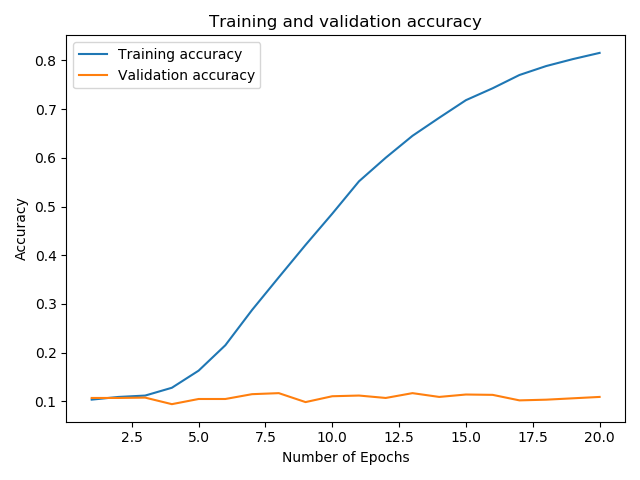 Training and validation accuracy
Training accuracy
Validation accuracy
0.8
0.7
0.6
0.5
0.4
0.3
0.2
0.1
Accuracy
2.5 5.0 7.5 10.0 12.5 15.0 17.5 20.0
Number of Epochs